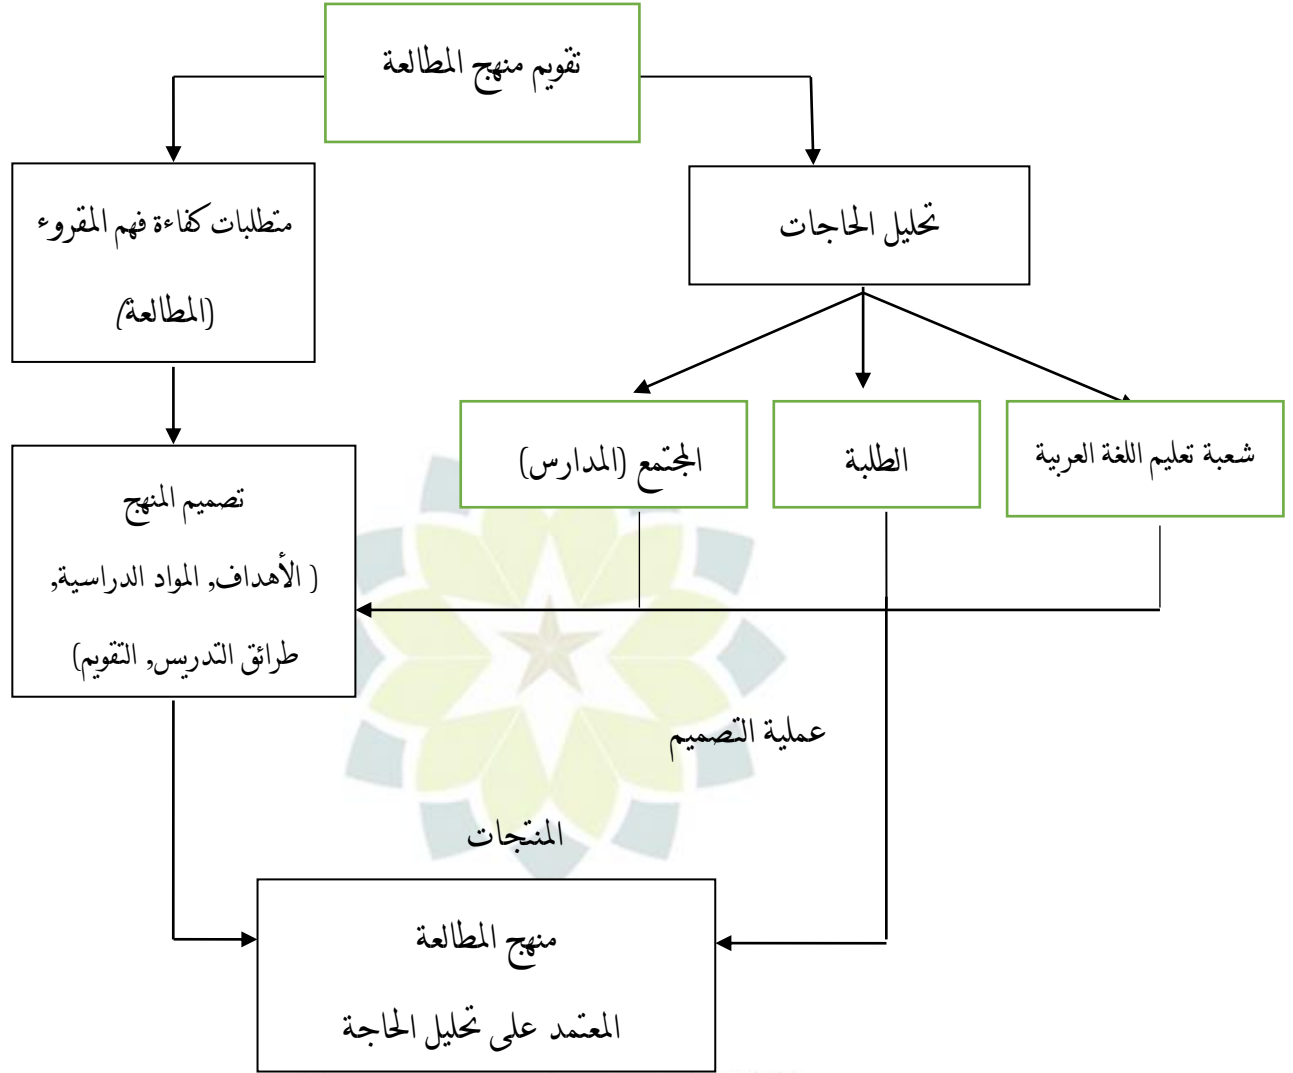 تقويم منهج المطالعة
تحليل الحاجات
متطلبات كفاءة فهم المقروء
(المطالعة)
شعبة تعليم اللغة العربية
الطلبة
المجتمع (المدارس)
تصميم المنهج
( الأهداف, المواد الدراسية,
طرائق التدريس, التقويم)
عملية التصميم
المنتجات
منهج المطالعة
المعتمد على تحليل الحاجة